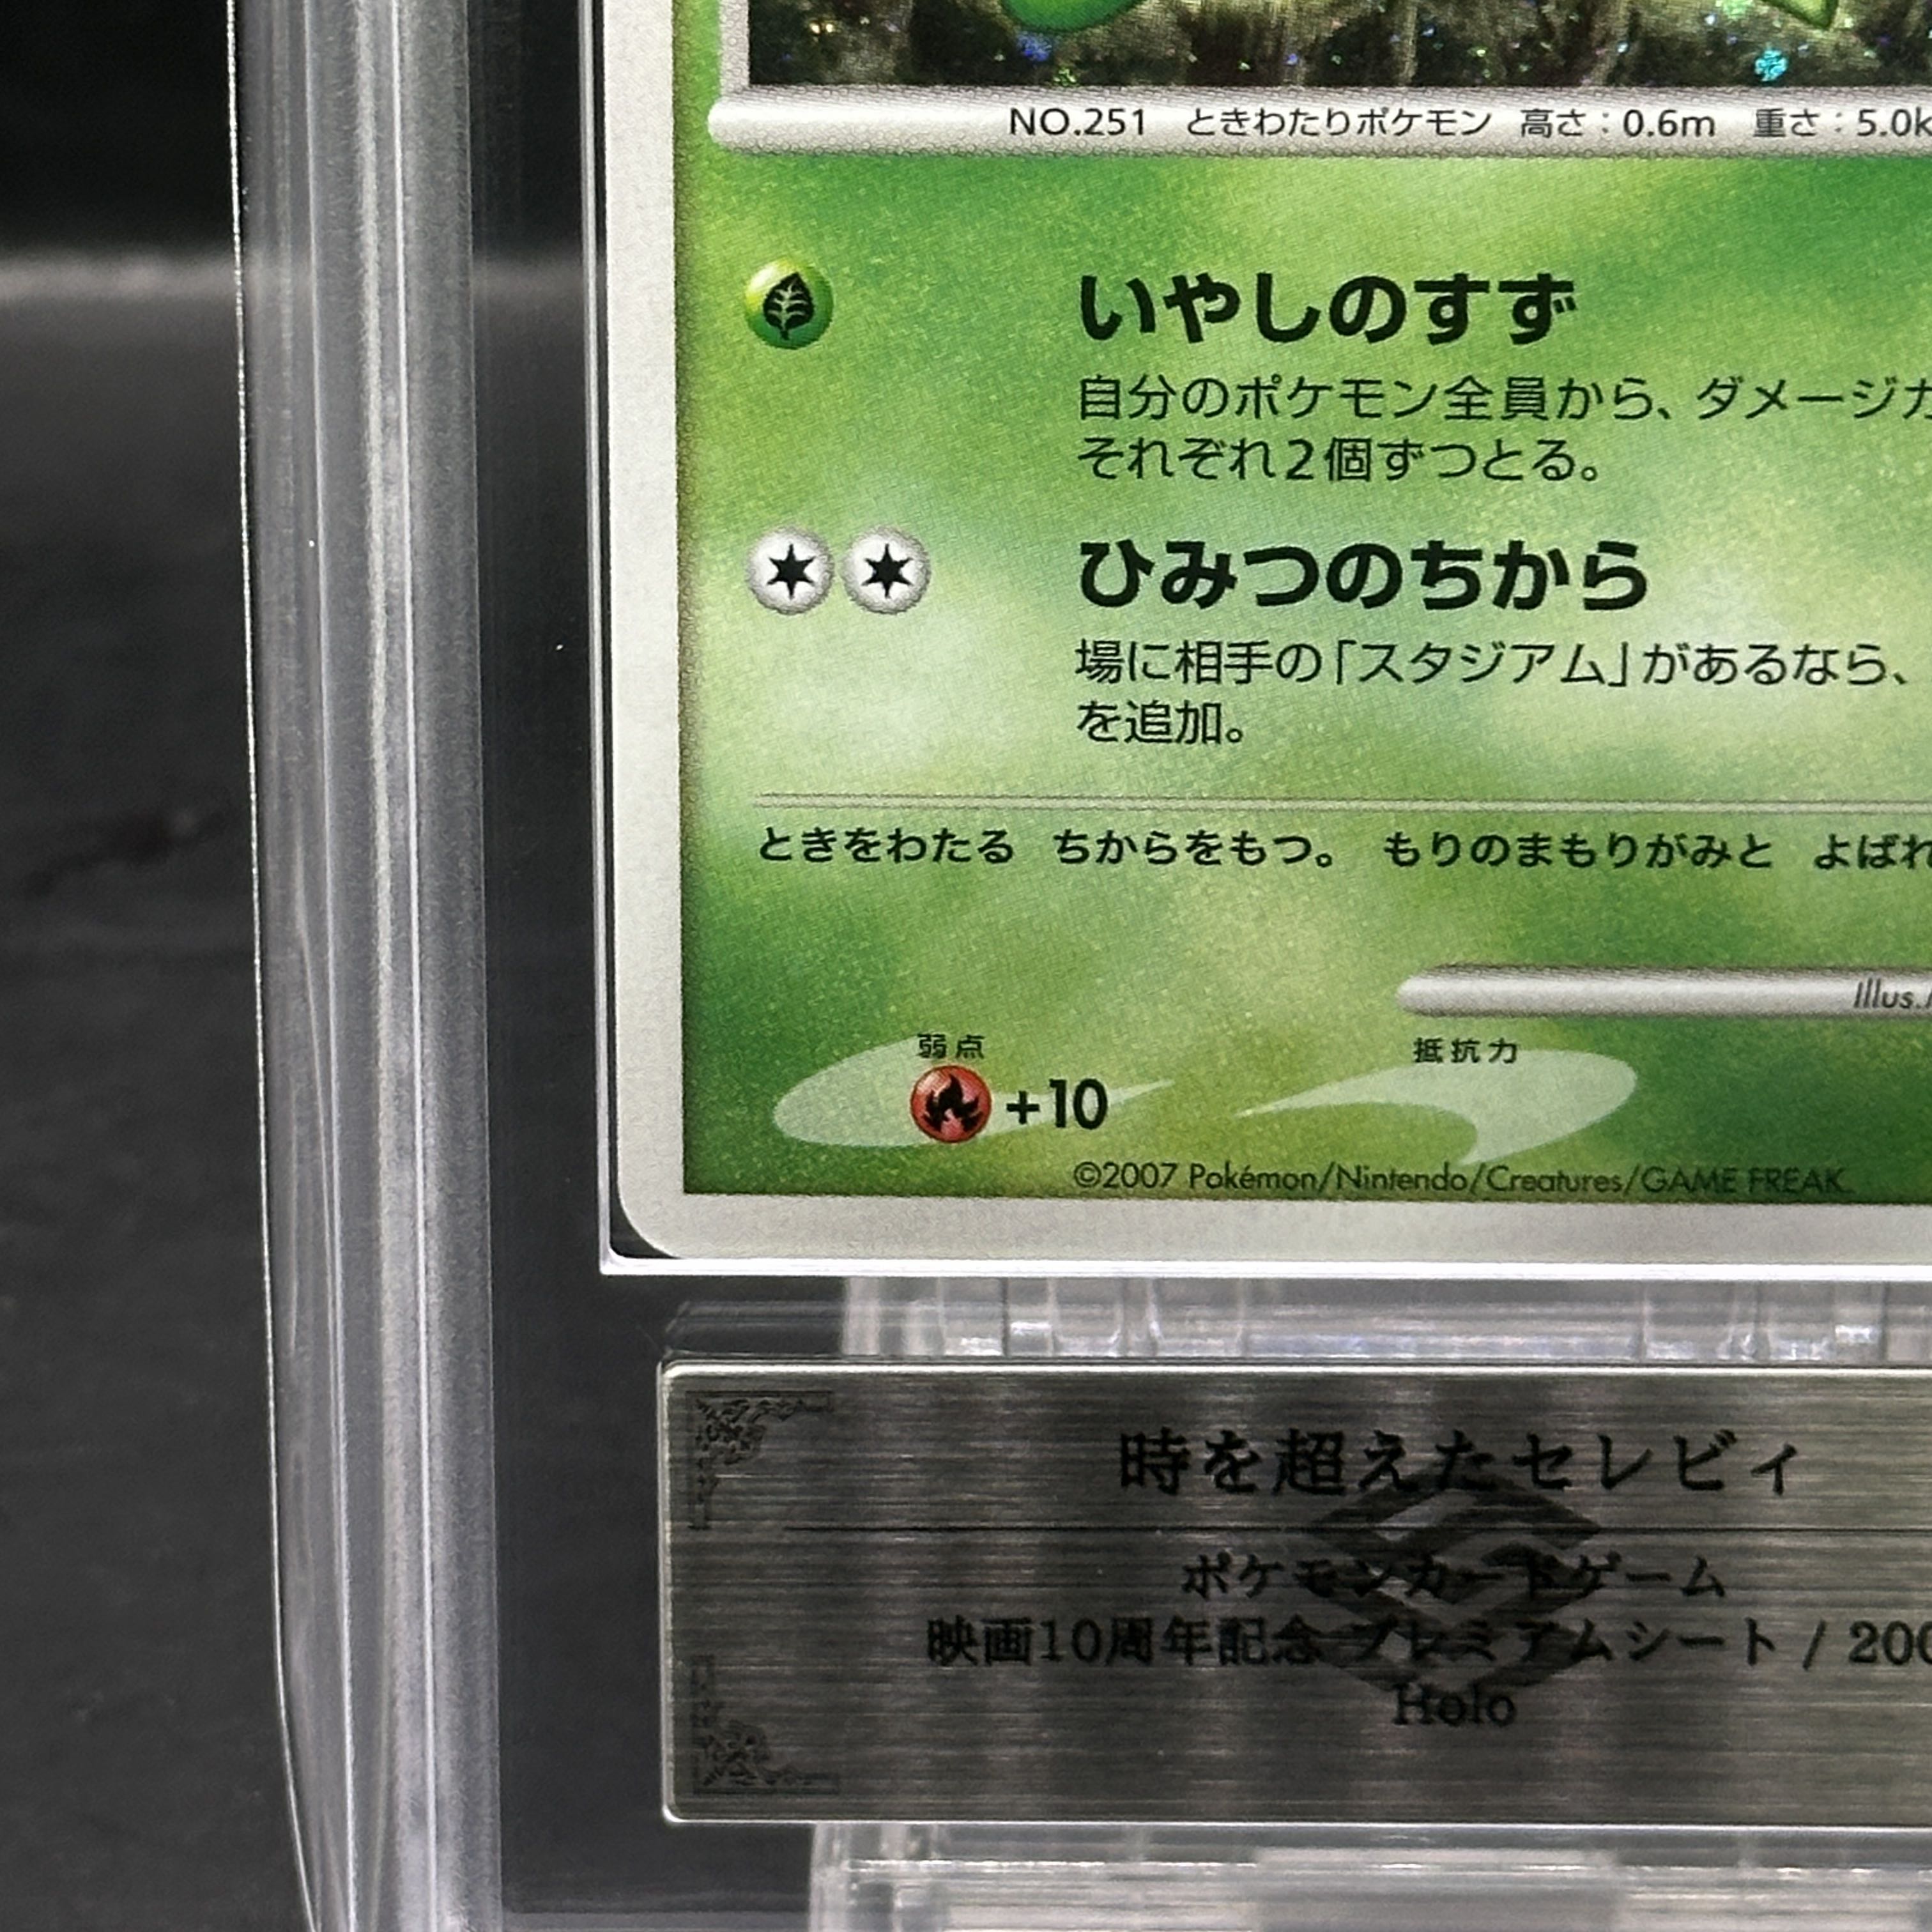 NO.251 ときわたりポケモン 高さ：0.6m 重さ：5.0k
いやしのすず
自分のポケモン全員から、ダメージカ
それぞれ2個ずつとる。
ひみつのちから
場に相手の「スタジアム」があるなら、
を追加。
ときをわたる ちからをもつ。 もりのまもりがみと よばれ
Illus.
弱点
抵抗力
+10
©2007 Pokémon/Nintendo/Creatures/GAME FREAK.
時を超えたセレビィ
ポケモンカードゲーム
映画10周年記念 プレミアムシート / 200
Holo